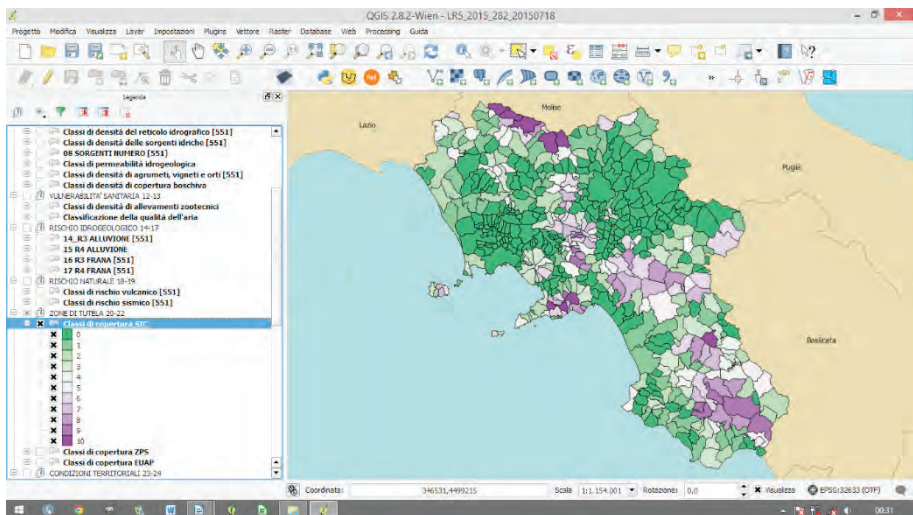 QGIS 2.8.2-Wien - LR5_2015_282_20150718
Progetto Modifica Visualizza Layer Impostazioni Plugins Vettore Raster Database Web Processing Guida
Legenda
Classi di densità del reticolo idrografico [551]
Classi di densità delle sorgenti idriche [551]
08 SORGENTI NUMERO [551]
Classi di permeabilità idrogeologica
Classi di densità di agrumeti, vigneti e orti [551]
Classi di densità di copertura boschiva
VULNERABILITA' SANITARIA 12-13
Classi di densità di allevamenti zootecnici
Classificazione della qualità dell'aria
RISCHIO IDROGEOLOGICO 14-17
14_R3 ALLUVIONE [551]
15 R4 ALLUVIONE
16 R3 FRANA [551]
17 R4 FRANA [551]
RISCHIO NATURALE 18-19
Classi di rischio vulcanico [551]
Classi di rischio sismico [551]
ZONE DI TUTELA 20-22
Classi di copertura SIC
0
1
2
3
4
5
6
7
8
9
10
Classi di copertura ZPS
Classi di copertura EUAP
CONDIZIONI TERRITORIALI 23-24
Lazio
Molise
Puglia
Basilicata
Coordinata: 346531,4499215 Scala 1:1.154.001 Rotazione: 0,0 Visualizza EPSG:32633 (OTF)
00:31